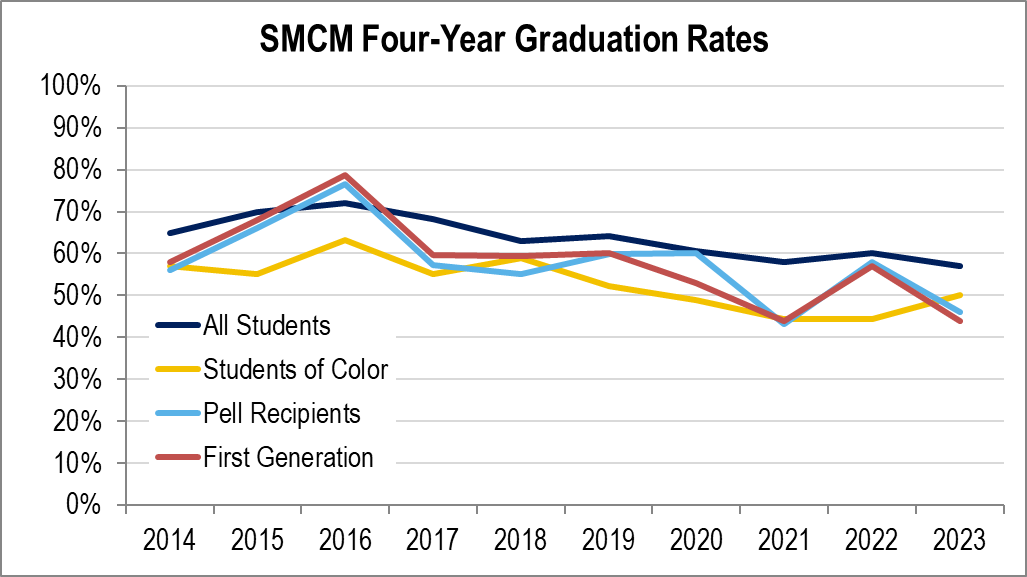 SMCM Four-Year Graduation Rates
100%
90%
80%
70%
60%
50%
40%
30%
20%
10%
0%
All Students
Students of Color
Pell Recipients
First Generation
2014 2015 2016 2017 2018 2019 2020 2021 2022 2023